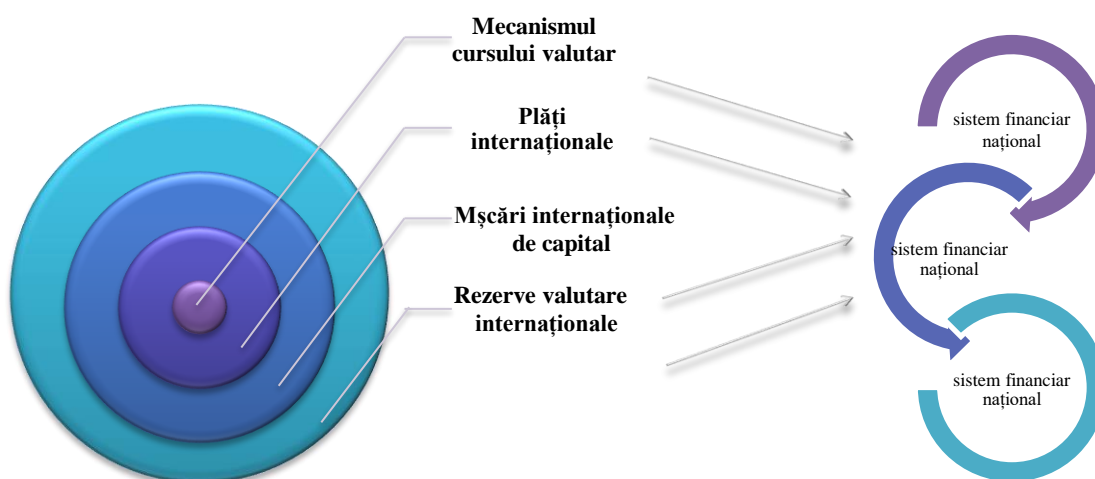 Mecanismul
cursului valutar
Plăți
internaționale
Mșcări internaționale
de capital
Rezerve valutare
internaționale
sistem financiar
național
sistem financiar
național
sistem financiar
național